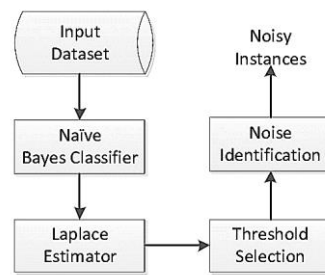 Input
Dataset
Naïve
Bayes Classifier
Laplace
Estimator
Threshold
Selection
Noise
Identification
Noisy
Instances